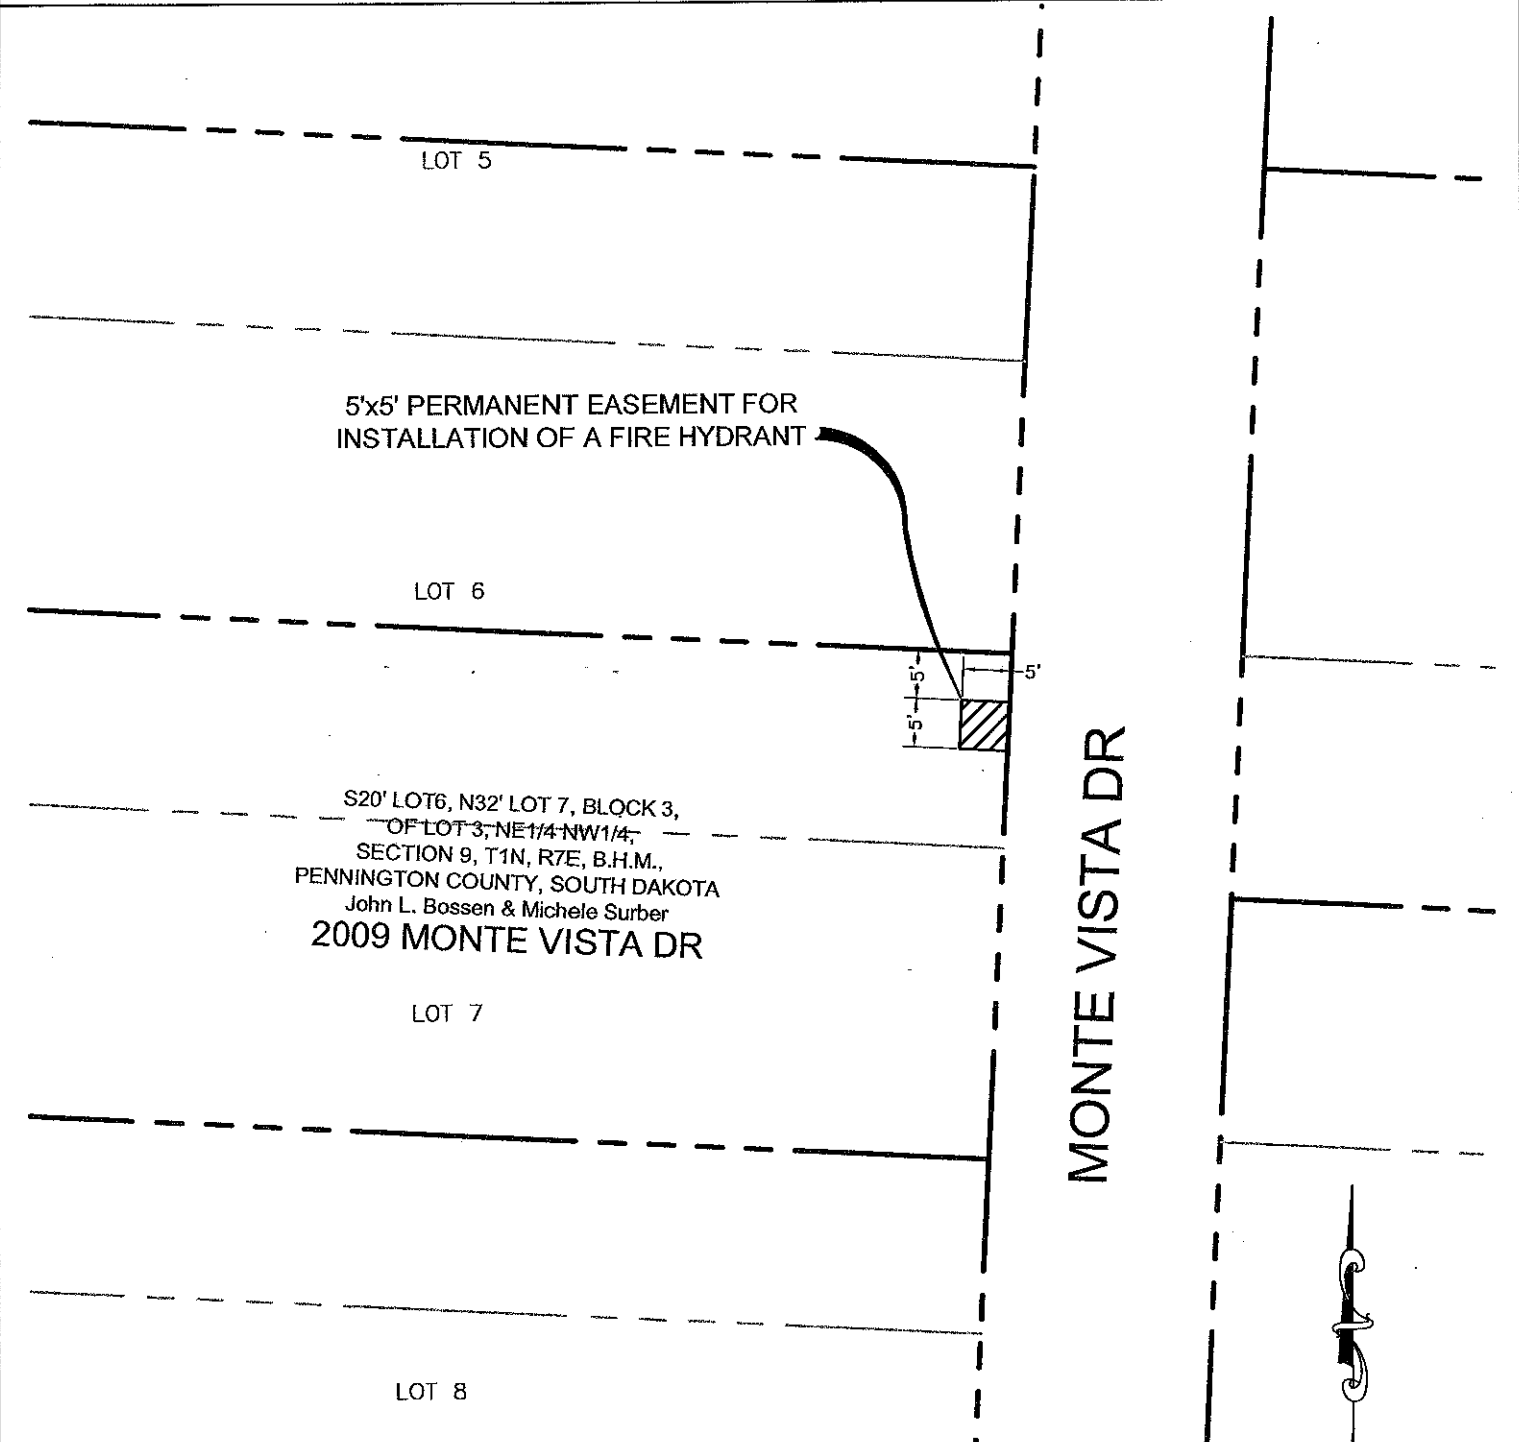 LOT 5
5'x5' PERMANENT EASEMENT FOR
INSTALLATION OF A FIRE HYDRANT
LOT 6
5'
5'
5'
S20' LOT6, N32' LOT 7, BLOCK 3,
OF LOT 3, NE1/4 NW1/4,
SECTION 9, T1N, R7E, B.H.M.,
PENNINGTON COUNTY, SOUTH DAKOTA
John L. Bossen & Michele Surber
2009 MONTE VISTA DR
MONTE VISTA DR
LOT 7
LOT 8